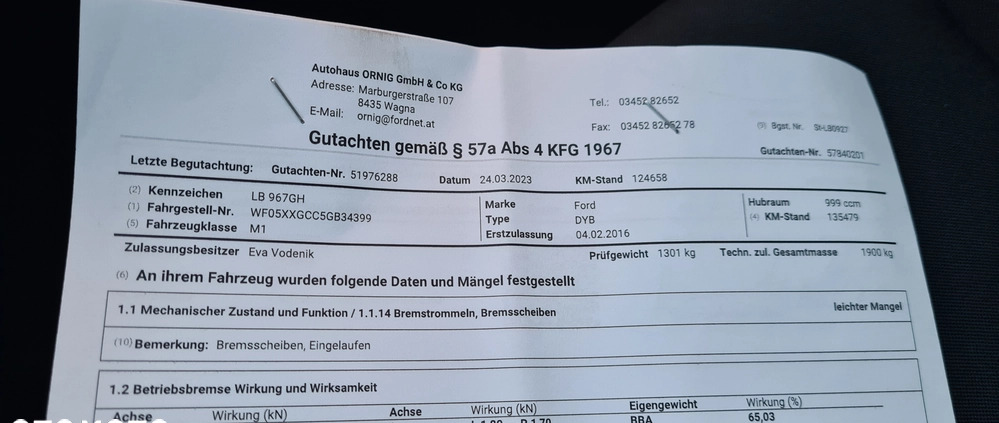 Autohaus ORNIG GmbH & Co KG
Adresse: Marburgerstraße 107
8435 Wagna
E-Mail: ornig@fordnet.at
Tel.: 03452 82652
Fax: 03452 82652 78
(9) Bgst. Nr. St-LB0927
Gutachten gemäß § 57a Abs 4 KFG 1967
Gutachten-Nr. 57840201
Letzte Begutachtung: Gutachten-Nr. 51976288 Datum 24.03.2023 KM-Stand 124658
(2) Kennzeichen LB 967GH Marke Ford Hubraum 999 ccm
(1) Fahrgestell-Nr. WF05XXGCC5GB34399 Type DYB (4) KM-Stand 135479
(5) Fahrzeugklasse M1 Erstzulassung 04.02.2016
Zulassungsbesitzer Eva Vodenik Prüfgewicht 1301 kg Techn. zul. Gesamtmasse 1900 kg
(6) An ihrem Fahrzeug wurden folgende Daten und Mängel festgestellt
1.1 Mechanischer Zustand und Funktion / 1.1.14 Bremstrommeln, Bremsscheiben leichter Mangel
(10) Bemerkung: Bremsscheiben, Eingelaufen
1.2 Betriebsbremse Wirkung und Wirksamkeit
Achse Wirkung (kN) Achse Wirkung (kN) Eigengewicht Wirkung (%)
BBA 65,03